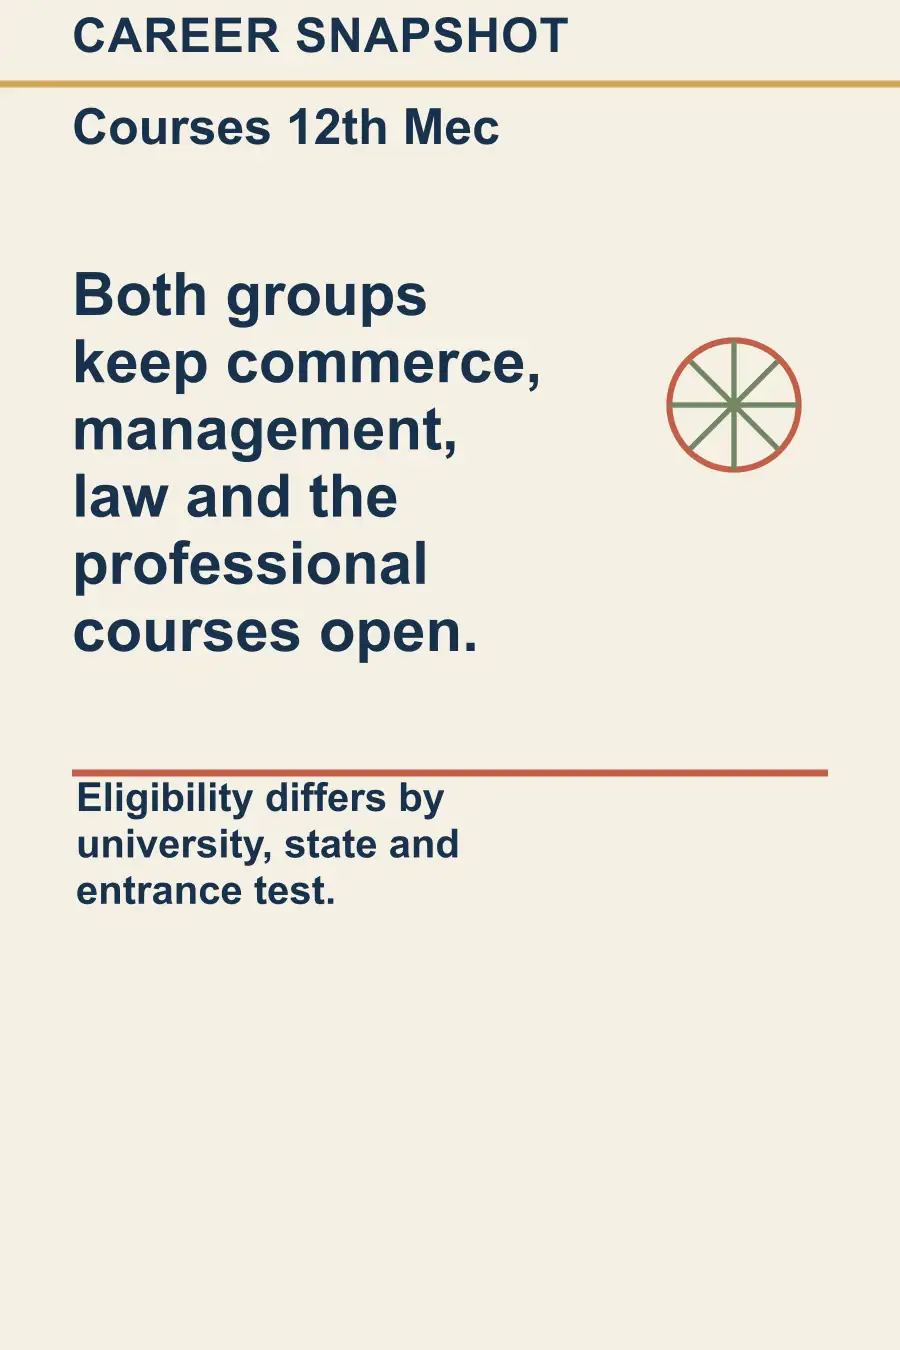 CAREER SNAPSHOT
Courses 12th Mec
Both groups
keep commerce,
management,
law and the
professional
courses open.
Eligibility differs by
university, state and
entrance test.